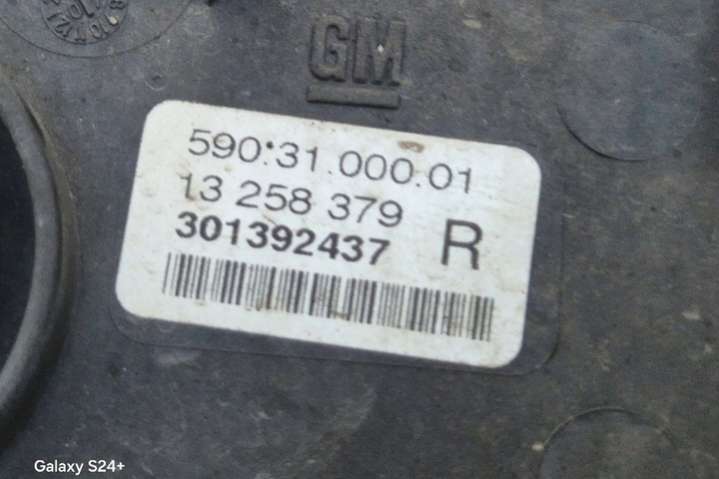 GM
590.31.000.01
13 258 379
301392437 R
Galaxy S24+